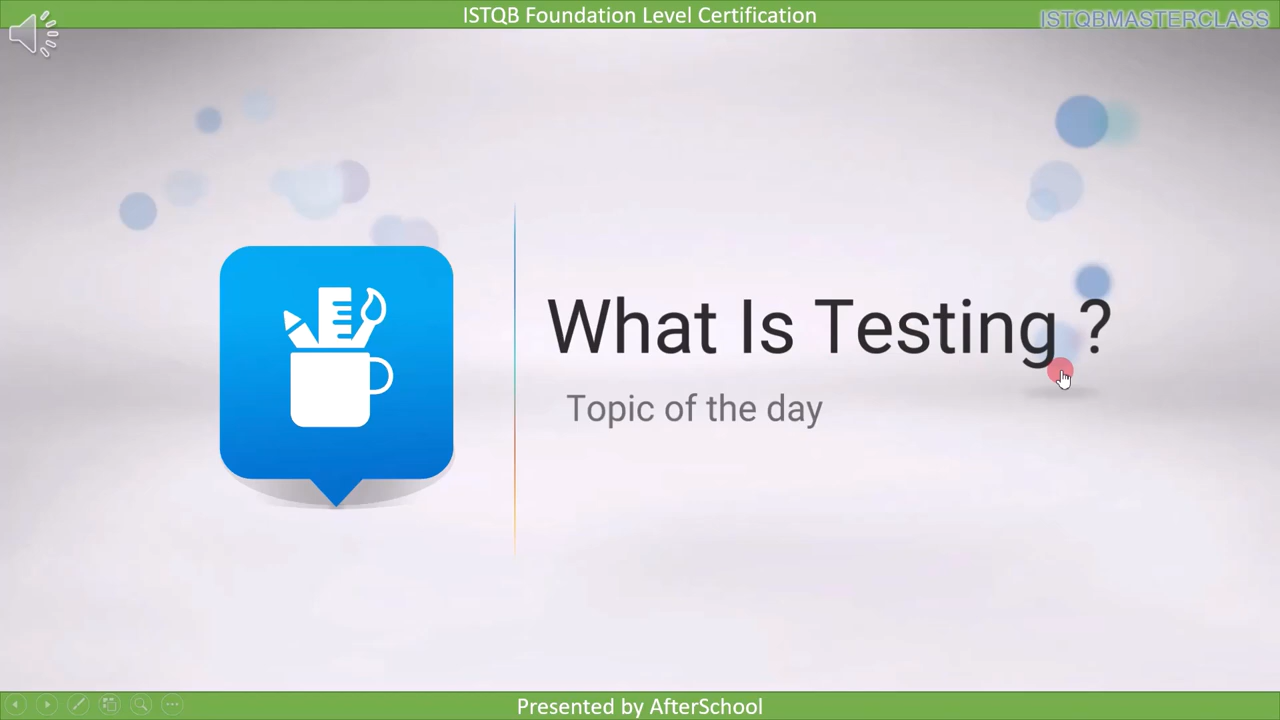 ISTQB Foundation Level Certification
ISTQBMASTERCLASS
What Is Testing ?
Topic of the day
Presented by AfterSchool